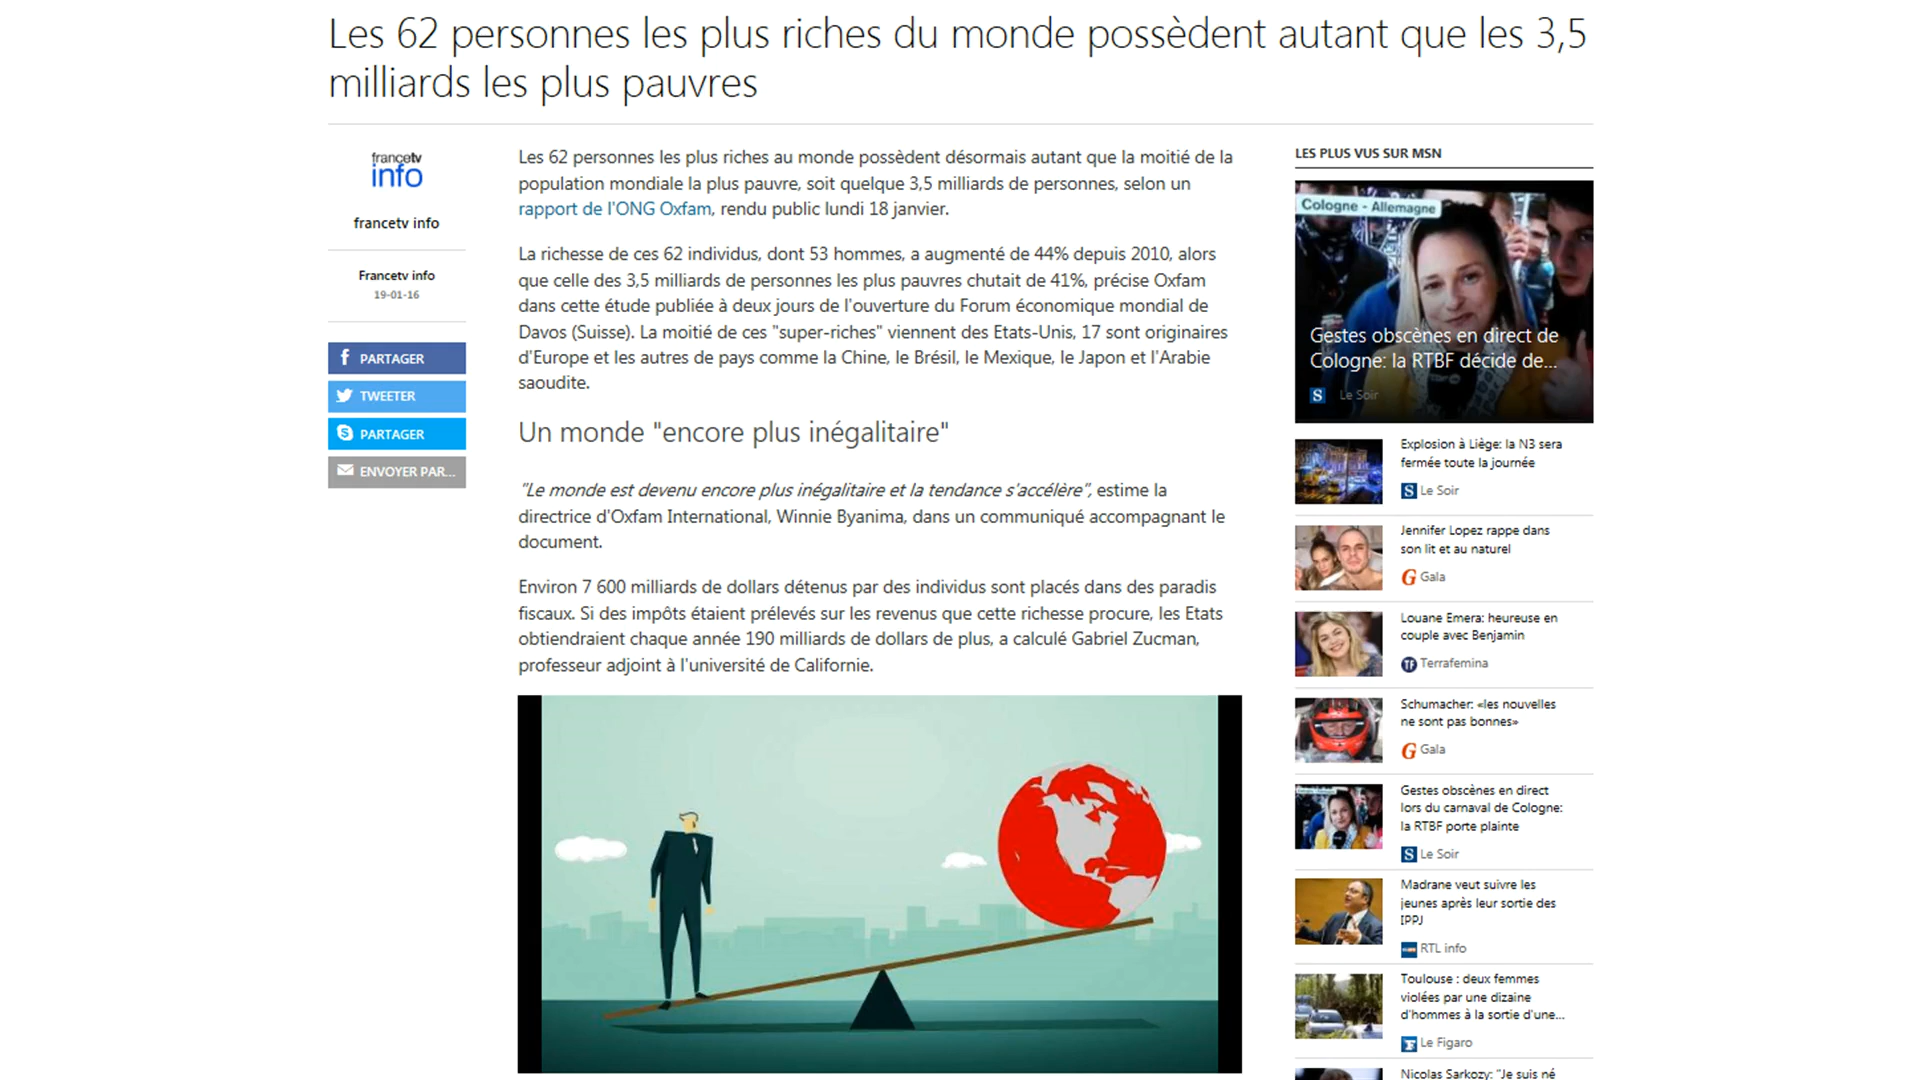 Les 62 personnes les plus riches du monde possèdent autant que les 3,5
milliards les plus pauvres
francetv
info
francetv info
Francetv info
19-01-16
PARTAGER
TWEETER
PARTAGER
ENVOYER PAR...
Les 62 personnes les plus riches au monde possèdent désormais autant que la moitié de la
population mondiale la plus pauvre, soit quelque 3,5 milliards de personnes, selon un
rapport de l'ONG Oxfam, rendu public lundi 18 janvier.
La richesse de ces 62 individus, dont 53 hommes, a augmenté de 44% depuis 2010, alors
que celle des 3,5 milliards de personnes les plus pauvres chutait de 41%, précise Oxfam
dans cette étude publiée à deux jours de l'ouverture du Forum économique mondial de
Davos (Suisse). La moitié de ces "super-riches" viennent des Etats-Unis, 17 sont originaires
d'Europe et les autres de pays comme la Chine, le Brésil, le Mexique, le Japon et l'Arabie
saoudite.
Un monde "encore plus inégalitaire"
"Le monde est devenu encore plus inégalitaire et la tendance s'accélère", estime la
directrice d'Oxfam International, Winnie Byanima, dans un communiqué accompagnant le
document.
Environ 7 600 milliards de dollars détenus par des individus sont placés dans des paradis
fiscaux. Si des impôts étaient prélevés sur les revenus que cette richesse procure, les Etats
obtiendraient chaque année 190 milliards de dollars de plus, a calculé Gabriel Zucman,
professeur adjoint à l'université de Californie.
LES PLUS VUS SUR MSN
Cologne - Allemagne
Gestes obscènes en direct de
Cologne: la RTBF décide de...
S Le Soir
Explosion à Liège: la N3 sera
fermée toute la journée
S Le Soir
Jennifer Lopez rappe dans
son lit et au naturel
G Gala
Louane Emera: heureuse en
couple avec Benjamin
TF Terrafemina
Schumacher: «les nouvelles
ne sont pas bonnes»
G Gala
Gestes obscènes en direct
lors du carnaval de Cologne:
la RTBF porte plainte
S Le Soir
Madrane veut suivre les
jeunes après leur sortie des
IPPJ
RTL info
Toulouse : deux femmes
violées par une dizaine
d'hommes à la sortie d'une...
Le Figaro
Nicolas Sarkozy: "Je suis né